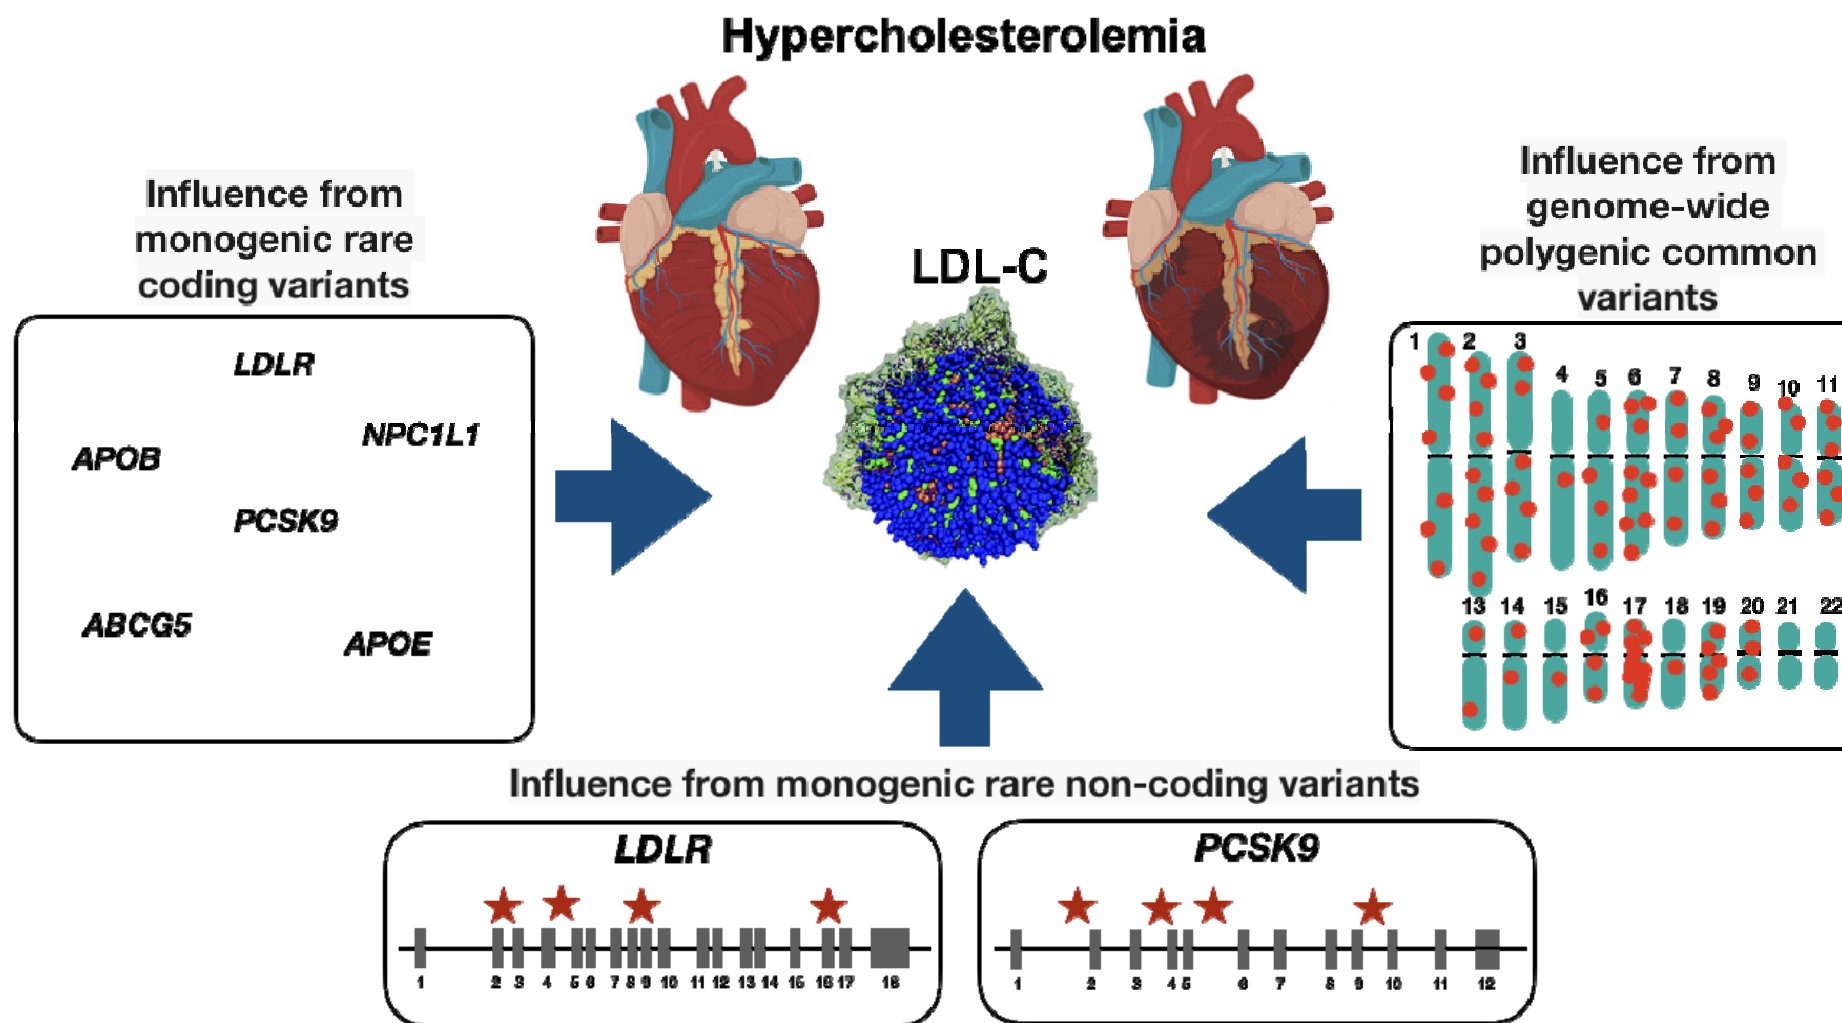 Hypercholesterolemia
Influence from
monogenic rare
coding variants
LDLR
NPC1L1
APOB
PCSK9
ABCG5
APOE
LDL-C
Influence from
genome-wide
polygenic common
variants
1 2 3 4 5 6 7 8 9 10 11
13 14 15 16 17 18 19 20 21 22
Influence from monogenic rare non-coding variants
LDLR
1 2 3 4 5 6 7 8 9 10 11 12 13 14 15 16 17 18
PCSK9
1 2 3 4 5 6 7 8 9 10 11 12